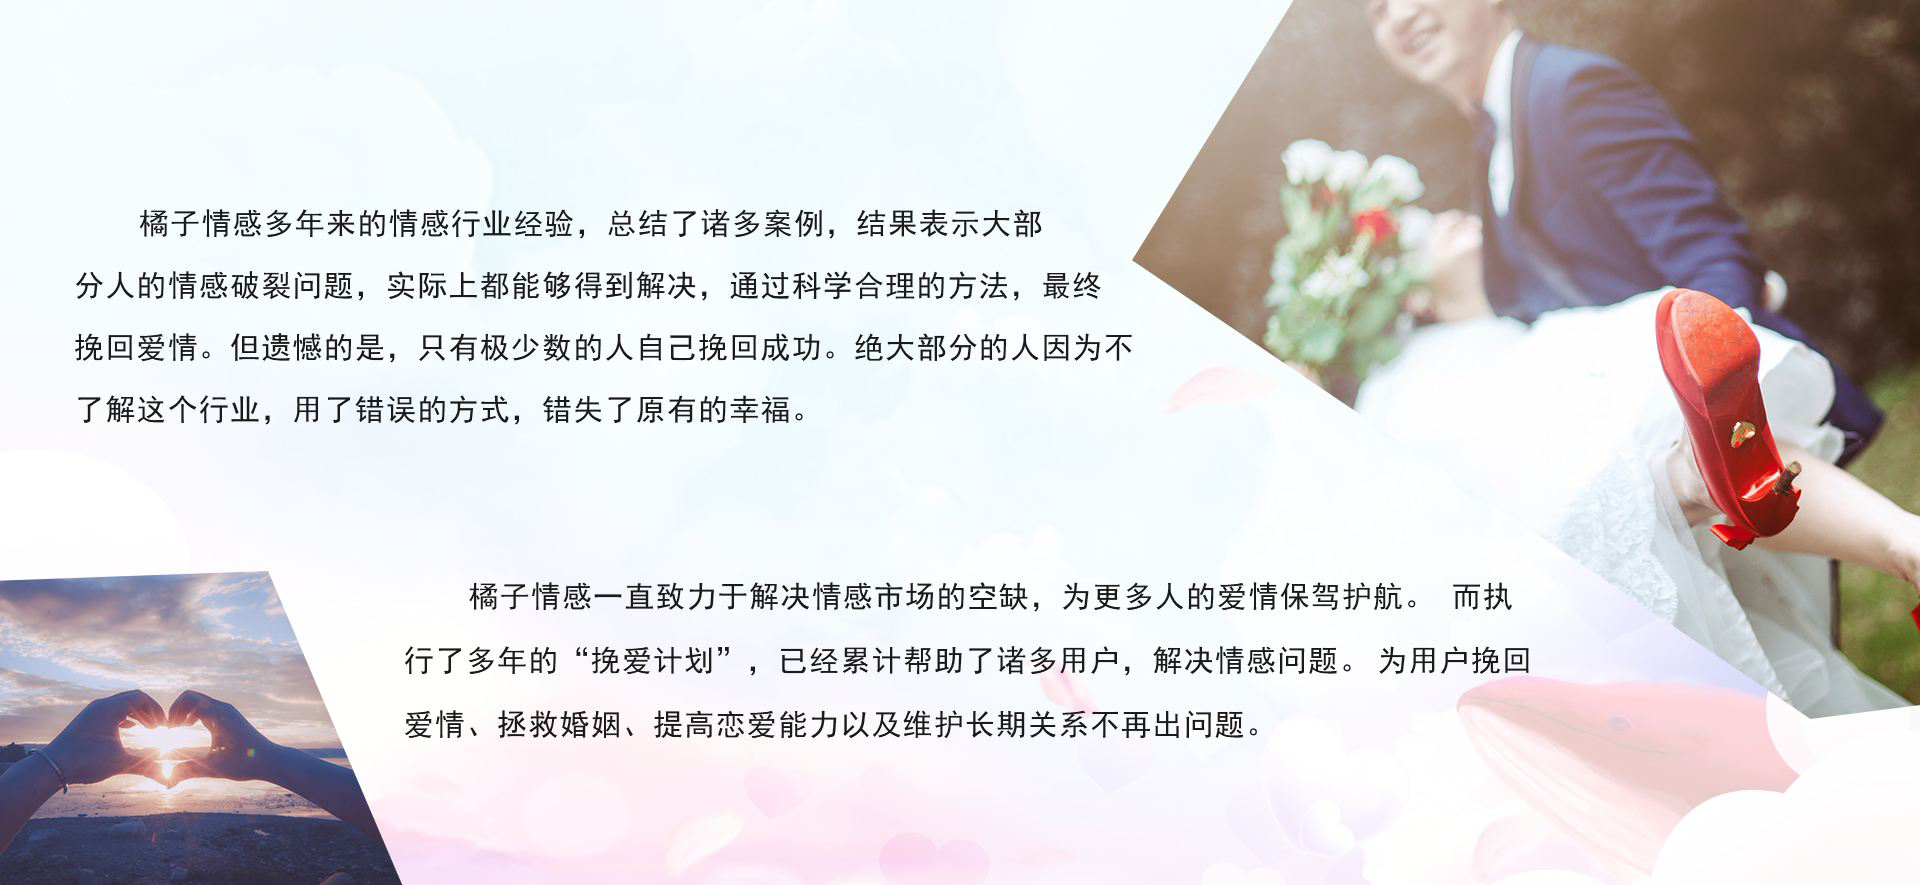 橘子情感多年来的情感行业经验，总结了诸多案例，结果表示大部
分人的情感破裂问题，实际上都能够得到解决，通过科学合理的方法，最终
挽回爱情。但遗憾的是，只有极少数的人自己挽回成功。绝大部分的人因为不
了解这个行业，用了错误的方式，错失了原有的幸福。
橘子情感一直致力于解决情感市场的空缺，为更多人的爱情保驾护航。 而执
行了多年的“挽爱计划”，已经累计帮助了诸多用户，解决情感问题。 为用户挽回
爱情、拯救婚姻、提高恋爱能力以及维护长期关系不再出问题。